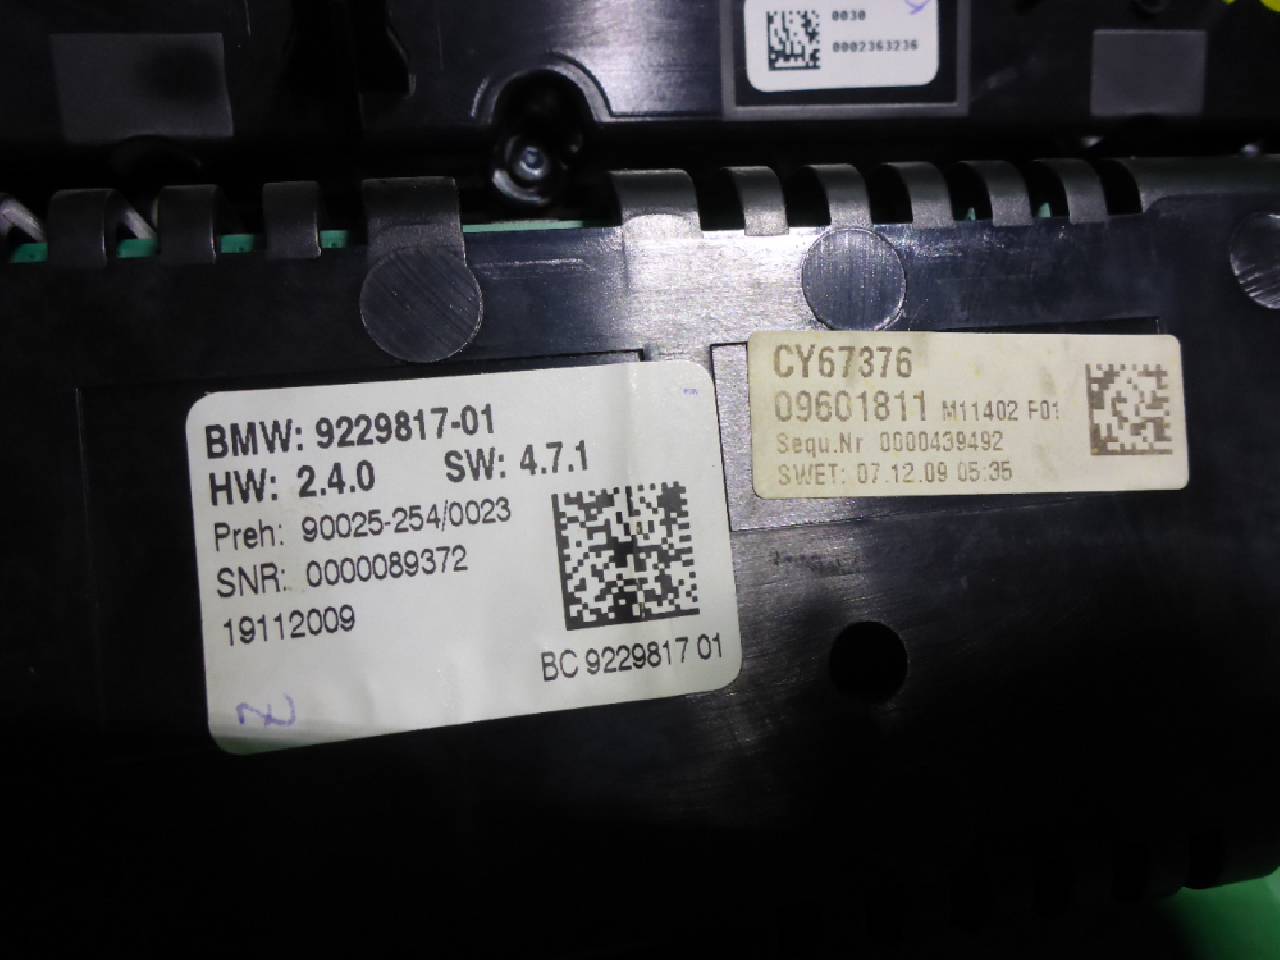 0030
0002363236
BMW: 9229817-01
HW: 2.4.0 SW: 4.7.1
Preh: 90025-254/0023
SNR: 0000089372
19112009
BC 9229817 01
CY67376
09601811 M11402 F01
Sequ.Nr 0000439492
SWET: 07.12.09 05:35